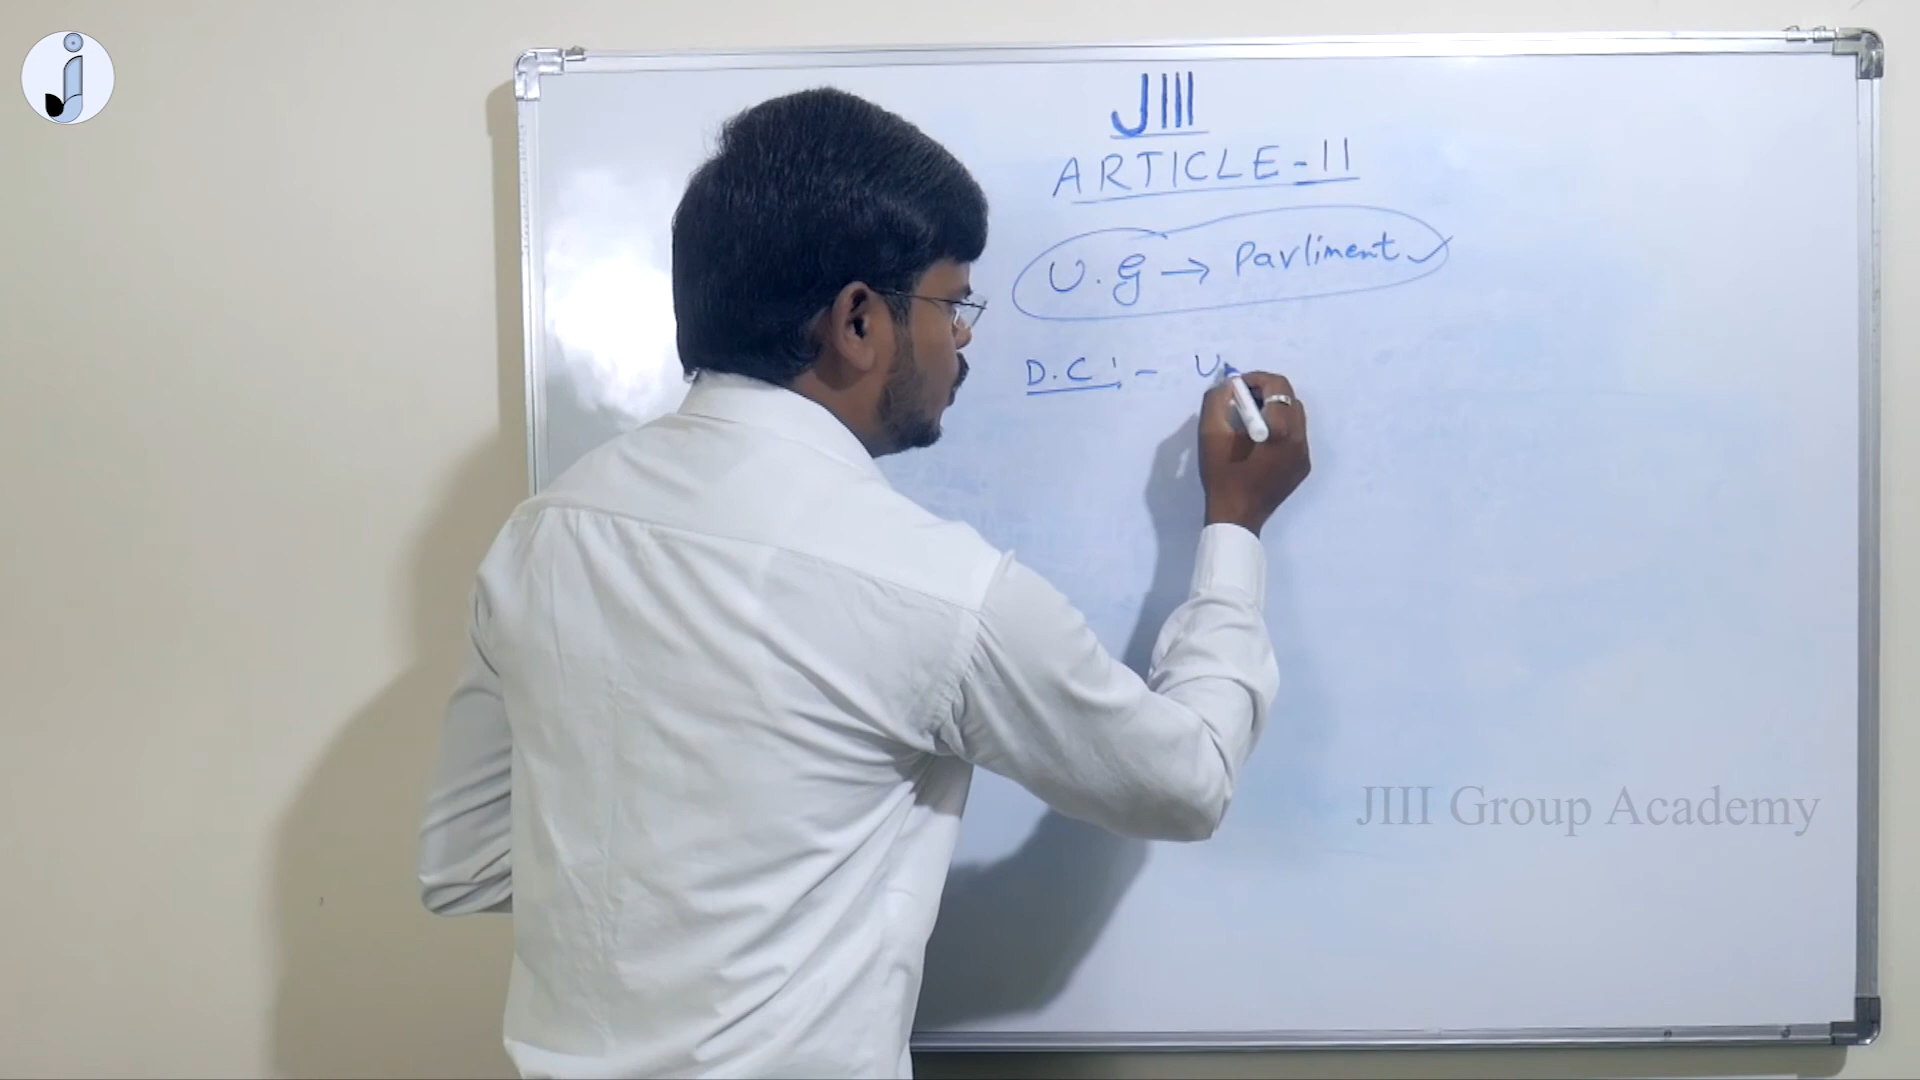 JIII
ARTICLE-11
U.G → Parliment
D.C :- U
JIII Group Academy